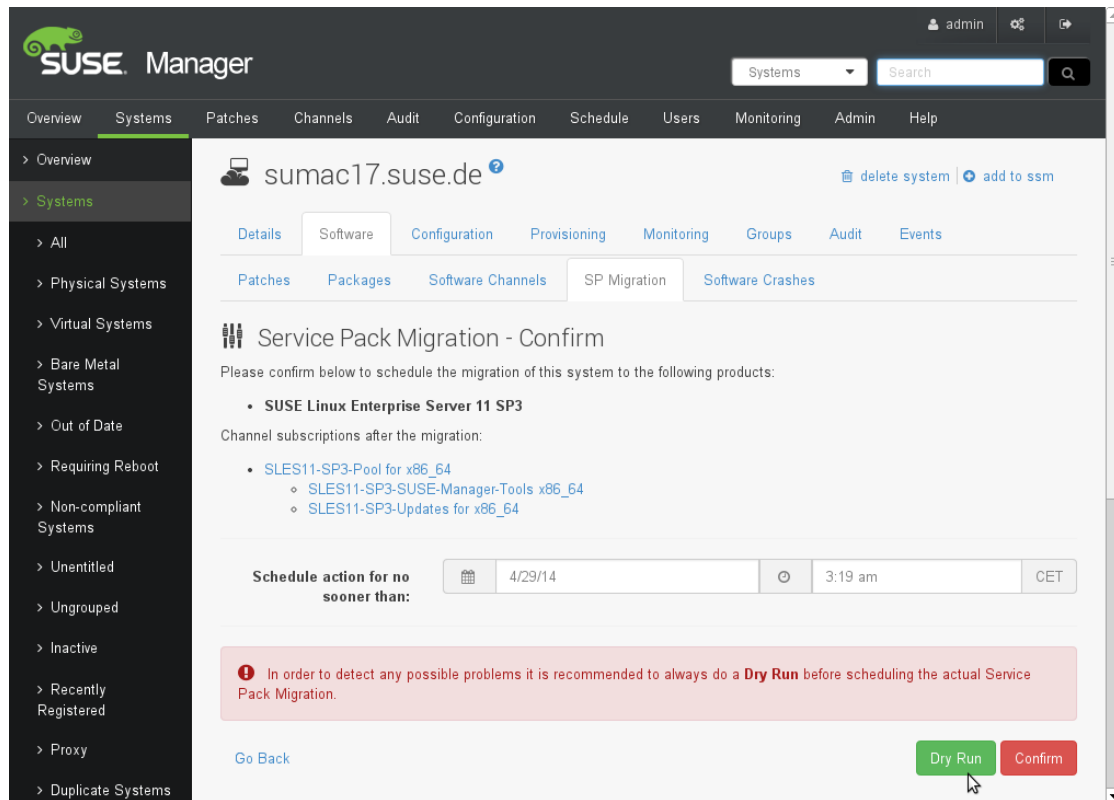 admin
SUSE. Manager
Systems Search
Overview Systems Patches Channels Audit Configuration Schedule Users Monitoring Admin Help
> Overview
> Systems
> All
> Physical Systems
> Virtual Systems
> Bare Metal
Systems
> Out of Date
> Requiring Reboot
> Non-compliant
Systems
> Unentitled
> Ungrouped
> Inactive
> Recently
Registered
> Proxy
> Duplicate Systems
sumac17.suse.de ?
delete system | add to ssm
Details Software Configuration Provisioning Monitoring Groups Audit Events
Patches Packages Software Channels SP Migration Software Crashes
Service Pack Migration - Confirm
Please confirm below to schedule the migration of this system to the following products:
• SUSE Linux Enterprise Server 11 SP3
Channel subscriptions after the migration:
• SLES11-SP3-Pool for x86_64
◦ SLES11-SP3-SUSE-Manager-Tools x86_64
◦ SLES11-SP3-Updates for x86_64
Schedule action for no
sooner than:
4/29/14 3:19 am CET
! In order to detect any possible problems it is recommended to always do a Dry Run before scheduling the actual Service
Pack Migration.
Go Back Dry Run Confirm